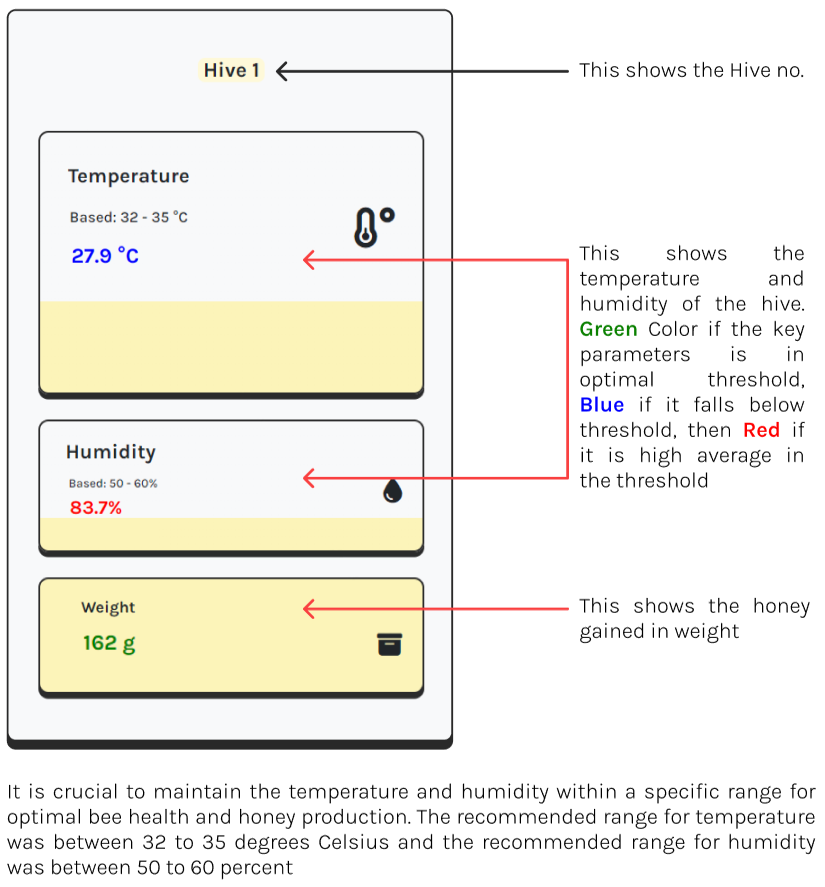 Hive 1
This shows the Hive no.
Temperature
Based: 32 - 35 °C
27.9 °C
This shows the
temperature and
humidity of the hive.
Green Color if the key
parameters is in
optimal threshold,
Blue if it falls below
threshold, then Red if
it is high average in
the threshold
Humidity
Based: 50 - 60%
83.7%
Weight
162 g
This shows the honey
gained in weight
It is crucial to maintain the temperature and humidity within a specific range for
optimal bee health and honey production. The recommended range for temperature
was between 32 to 35 degrees Celsius and the recommended range for humidity
was between 50 to 60 percent